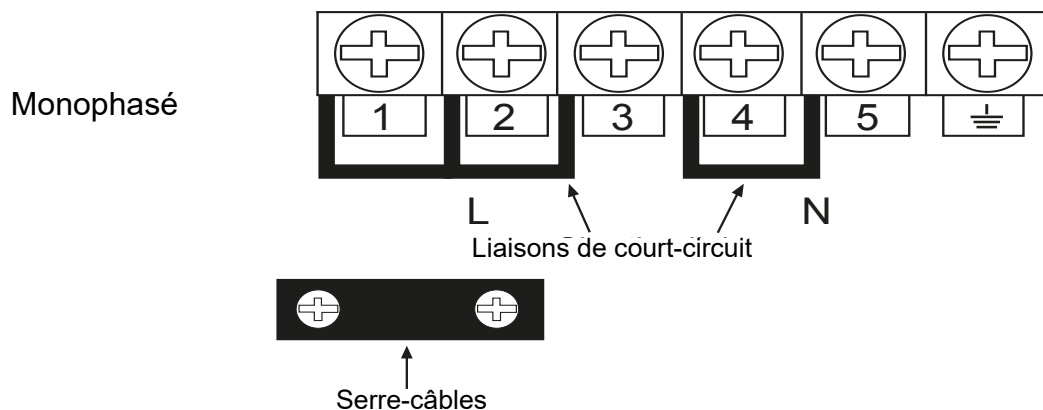 Monophasé
1 2 3 4 5
L N
Liaisons de court-circuit
Serre-câbles